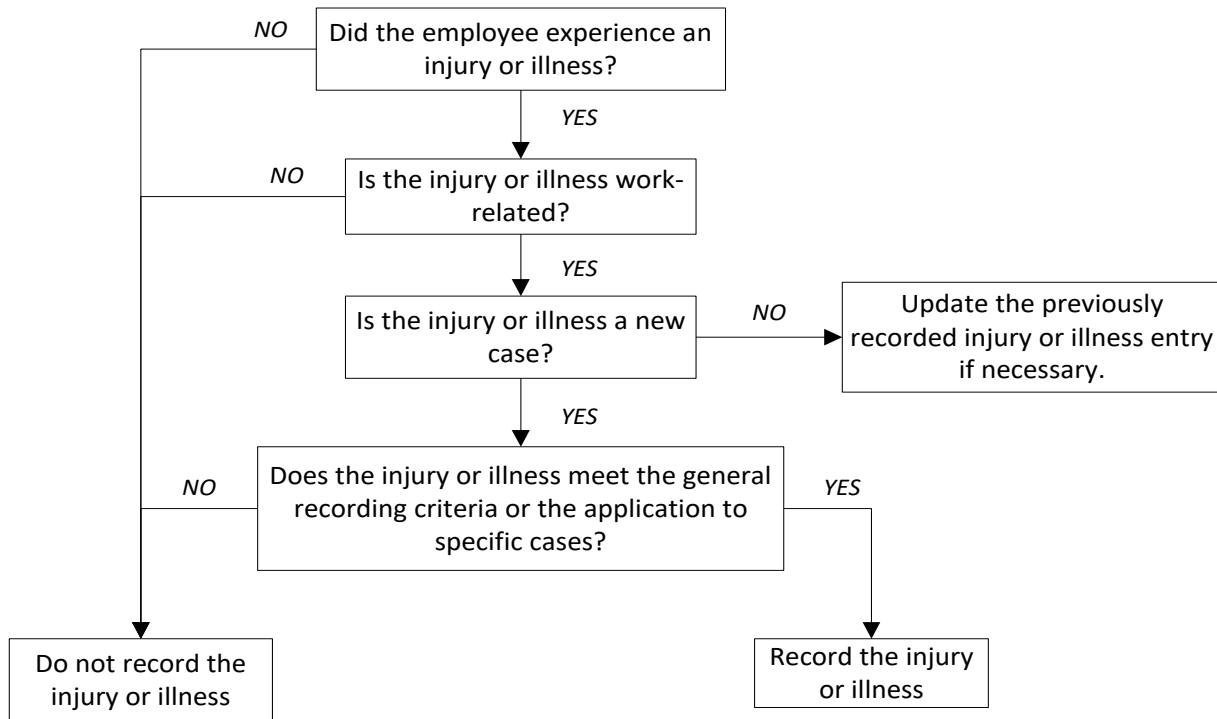 NO
Did the employee experience an
injury or illness?
YES
NO
Is the injury or illness work-
related?
YES
Is the injury or illness a new
case?
NO
Update the previously
recorded injury or illness entry
if necessary.
YES
NO
Does the injury or illness meet the general
recording criteria or the application to
specific cases?
YES
Do not record the
injury or illness
Record the injury
or illness